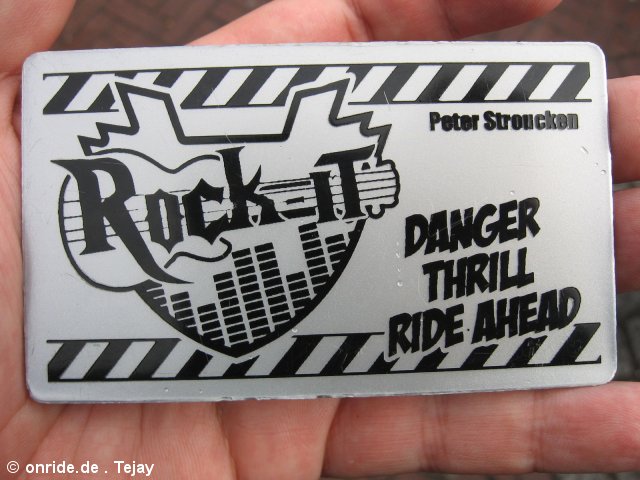 Peter Stroucken
Rock-iT
DANGER
THRILL
RIDE AHEAD
© onride.de . Tejay